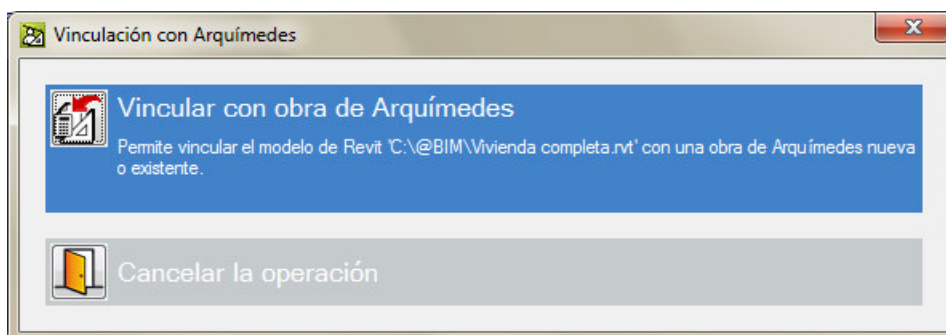 Vinculación con Arquímedes
Vincular con obra de Arquímedes
Permite vincular el modelo de Revit 'C:\@BIM\Vivienda completa.rvt' con una obra de Arquímedes nueva
o existente.
Cancelar la operación